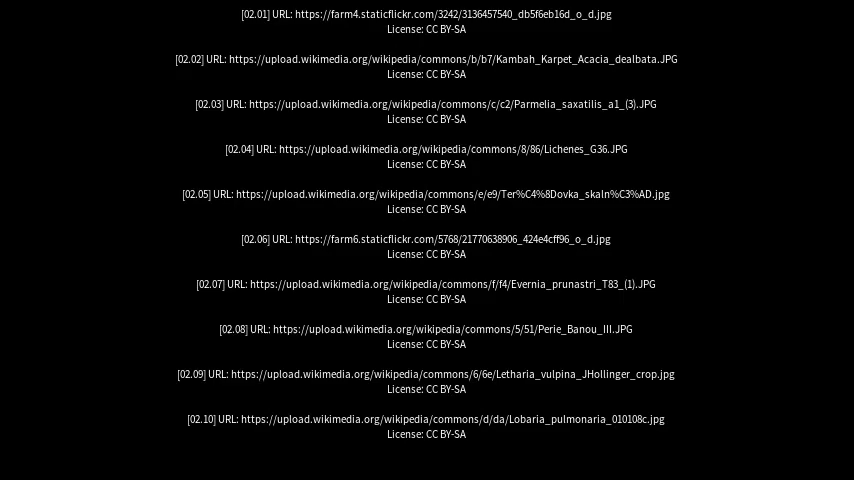 [02.01] URL: https://farm4.staticflickr.com/3242/3136457540_db5f6eb16d_o_d.jpg
License: CC BY-SA
[02.02] URL: https://upload.wikimedia.org/wikipedia/commons/b/b7/Kambah_Karpet_Acacia_dealbata.JPG
License: CC BY-SA
[02.03] URL: https://upload.wikimedia.org/wikipedia/commons/c/c2/Parmelia_saxatilis_a1_(3).JPG
License: CC BY-SA
[02.04] URL: https://upload.wikimedia.org/wikipedia/commons/8/86/Lichenes_G36.JPG
License: CC BY-SA
[02.05] URL: https://upload.wikimedia.org/wikipedia/commons/e/e9/Ter%C4%8Dovka_skaln%C3%AD.jpg
License: CC BY-SA
[02.06] URL: https://farm6.staticflickr.com/5768/21770638906_424e4cff96_o_d.jpg
License: CC BY-SA
[02.07] URL: https://upload.wikimedia.org/wikipedia/commons/f/f4/Evernia_prunastri_T83_(1).JPG
License: CC BY-SA
[02.08] URL: https://upload.wikimedia.org/wikipedia/commons/5/51/Perie_Banou_III.JPG
License: CC BY-SA
[02.09] URL: https://upload.wikimedia.org/wikipedia/commons/6/6e/Letharia_vulpina_JHollinger_crop.jpg
License: CC BY-SA
[02.10] URL: https://upload.wikimedia.org/wikipedia/commons/d/da/Lobaria_pulmonaria_010108c.jpg
License: CC BY-SA